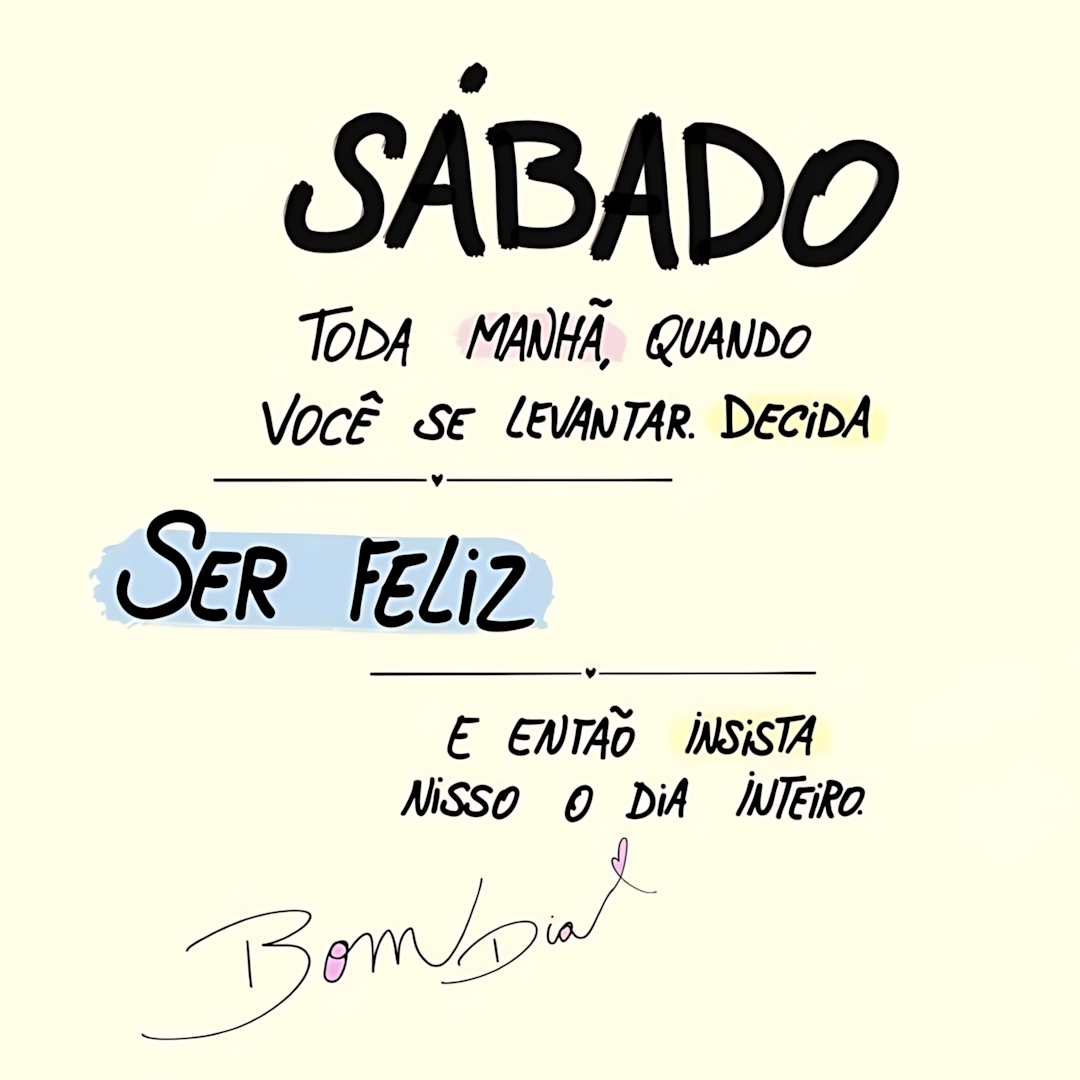 SÁBADO
TODA MANHÃ, QUANDO
VOCÊ SE LEVANTAR. DECIDA
SER FELIZ
E ENTÃO INSISTA
NISSO O DIA INTEIRO.
Bom Dia